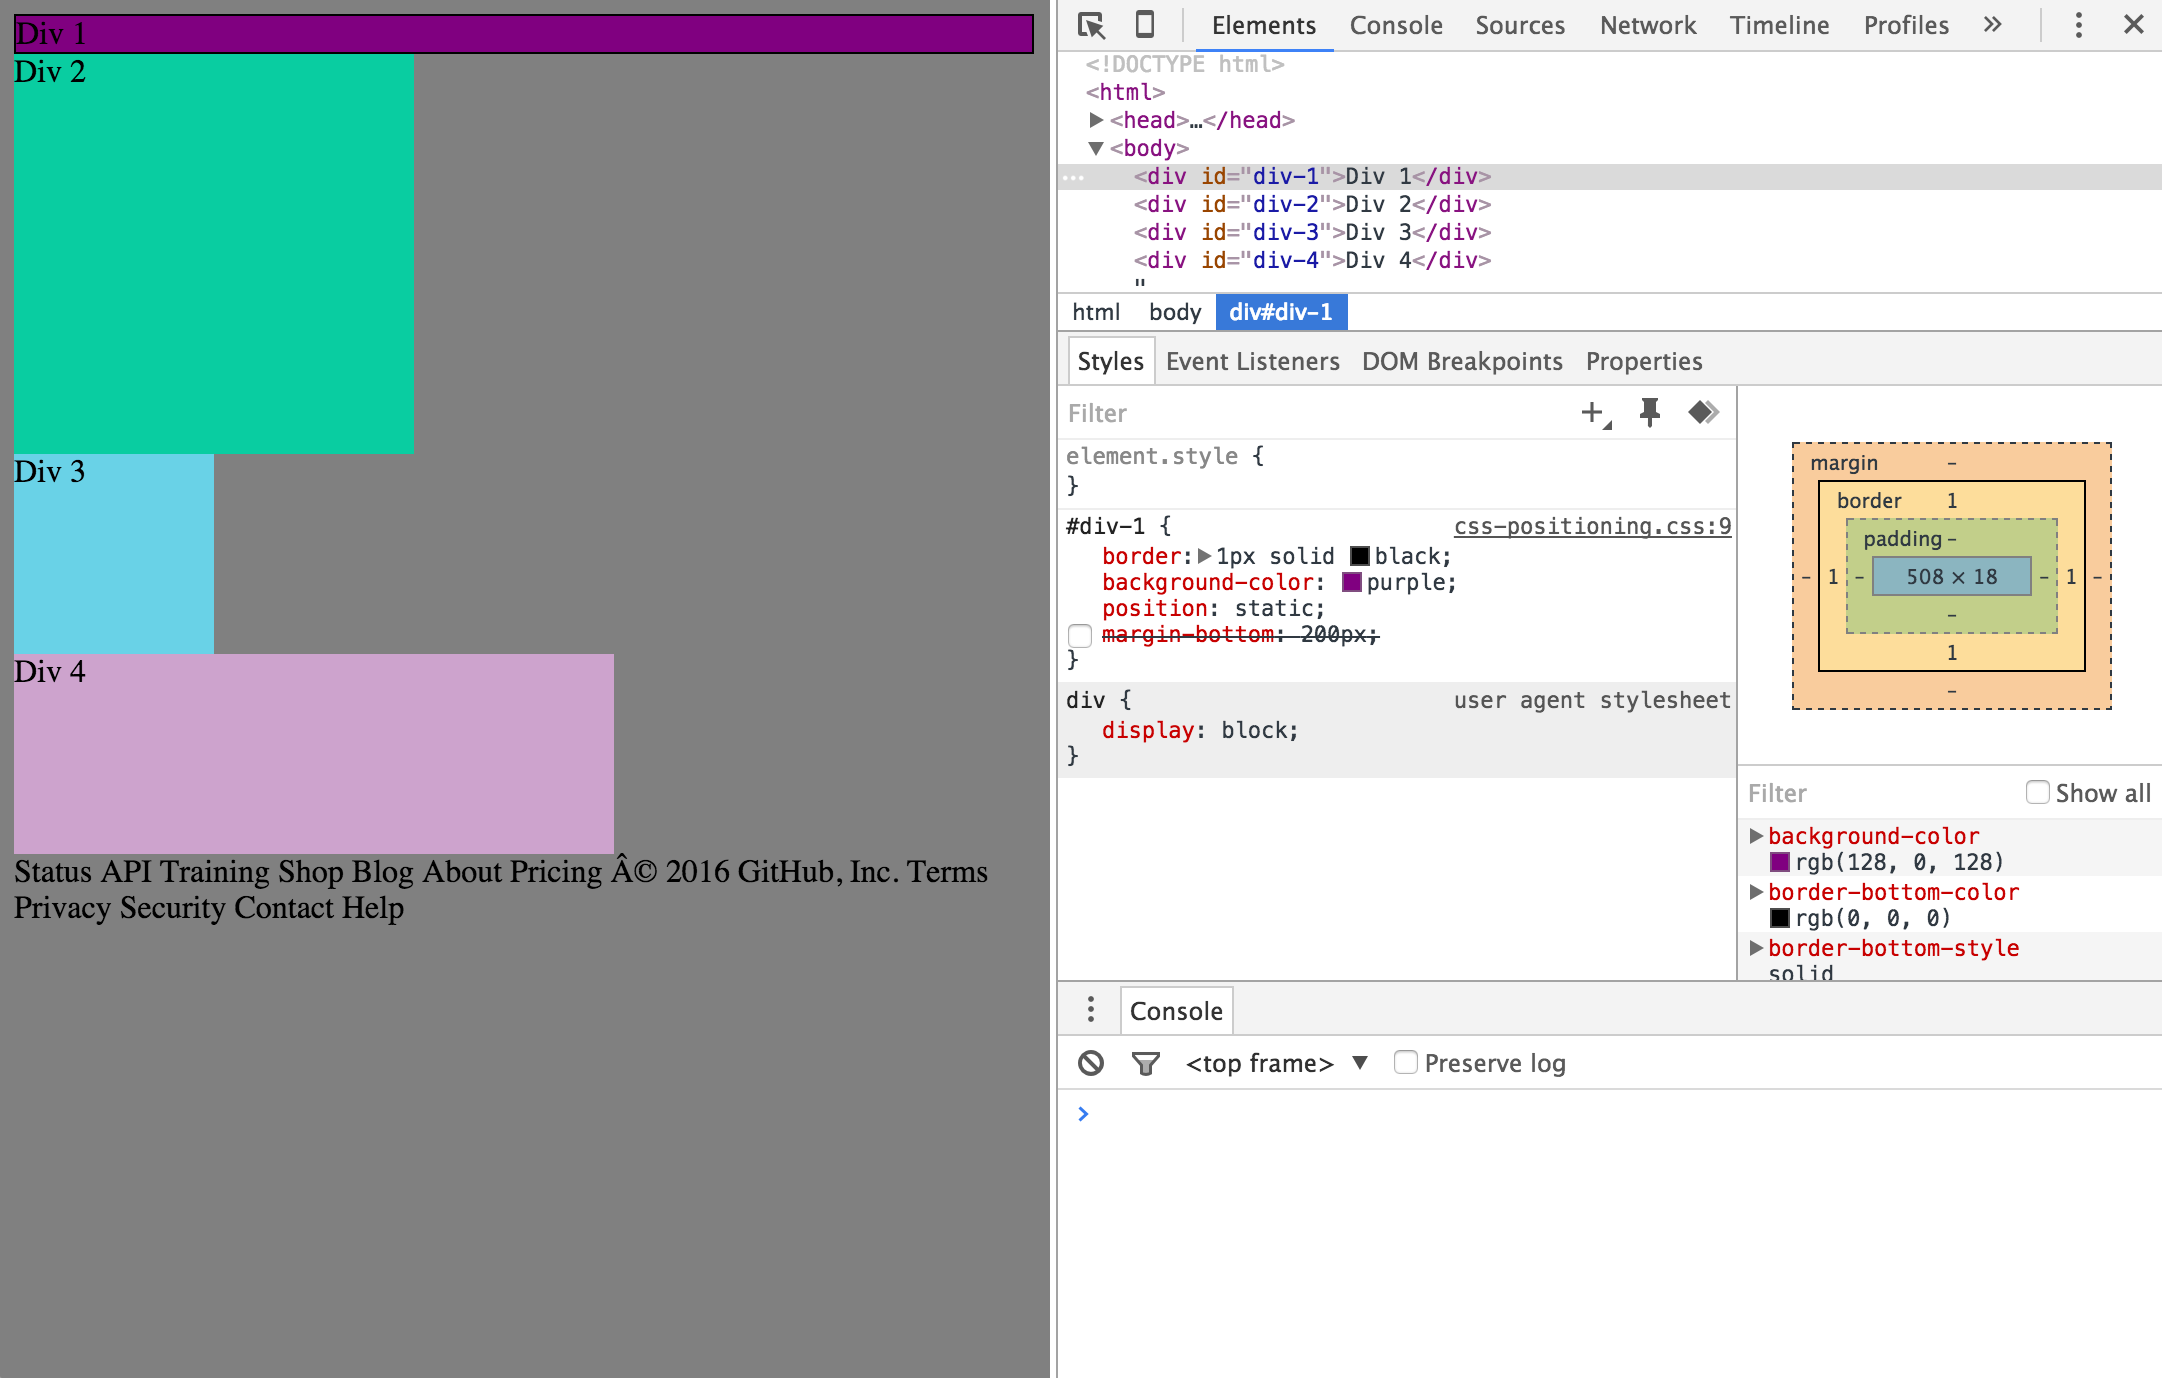 Div 1
Div 2
Div 3
Div 4
Status API Training Shop Blog About Pricing Â© 2016 GitHub, Inc. Terms
Privacy Security Contact Help
Elements Console Sources Network Timeline Profiles »
<!DOCTYPE html>
<html>
<head>…</head>
<body>
<div id="div-1">Div 1</div>
<div id="div-2">Div 2</div>
<div id="div-3">Div 3</div>
<div id="div-4">Div 4</div>
"
html body div#div-1
Styles Event Listeners DOM Breakpoints Properties
Filter
element.style {
}
#div-1 { css-positioning.css:9
border: 1px solid black;
background-color: purple;
position: static;
margin-bottom: 200px;
}
div { user agent stylesheet
display: block;
}
margin -
border 1
padding -
- 1 - 508 × 18 - 1 -
-
1
-
Filter Show all
background-color
rgb(128, 0, 128)
border-bottom-color
rgb(0, 0, 0)
border-bottom-style
solid
Console
<top frame> ▼ Preserve log
>